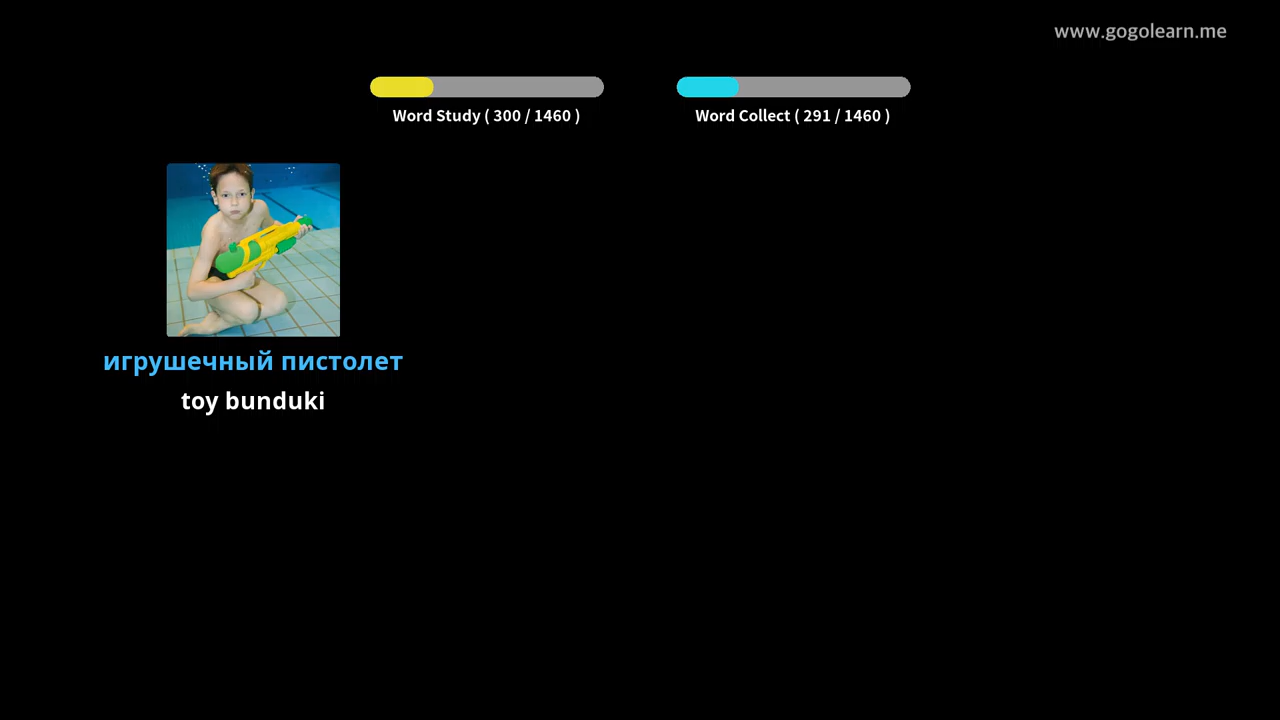 www.gogolearn.me
Word Study ( 300 / 1460 )
Word Collect ( 291 / 1460 )
игрушечный пистолет
toy bunduki